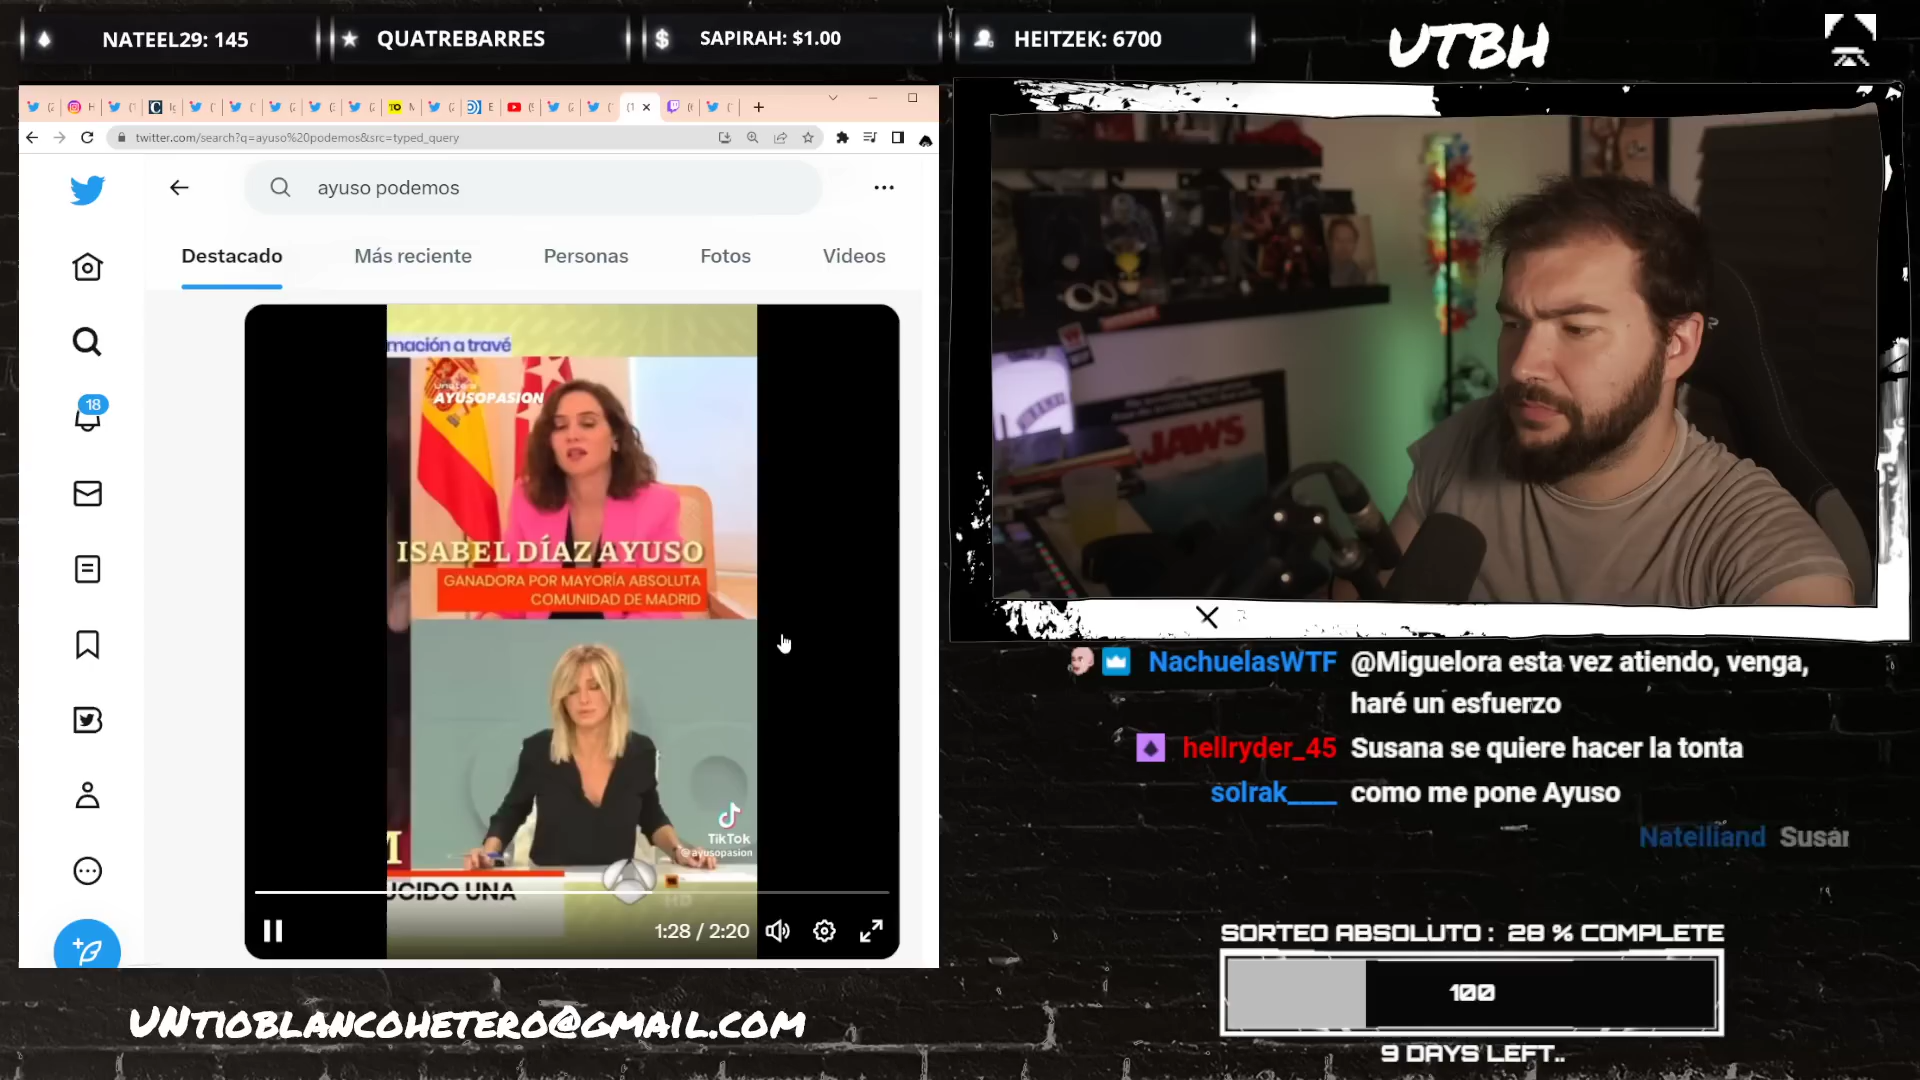 NATEEL29: 145
QUATREBARRES
SAPIRAH: $1.00
HEITZEK: 6700
UTBH
twitter.com/search?q=ayuso%20podemos&src=typed_query
ayuso podemos
Destacado
Más reciente
Personas
Fotos
Videos
18
mación a travé
AYUSOPASION
ISABEL DÍAZ AYUSO
GANADORA POR MAYORÍA ABSOLUTA
COMUNIDAD DE MADRID
TikTok
@ayusopasion
UCIDO UNA
1:28 / 2:20
JAWS
NachuelasWTF @Miguelora esta vez atiendo, venga,
haré un esfuerzo
hellryder_45 Susana se quiere hacer la tonta
solrak____ como me pone Ayuso
Nateiliand Susan
SORTEO ABSOLUTO : 28 % COMPLETE
100
9 DAYS LEFT..
UNTIOBLANCOHETERO@GMAIL.COM